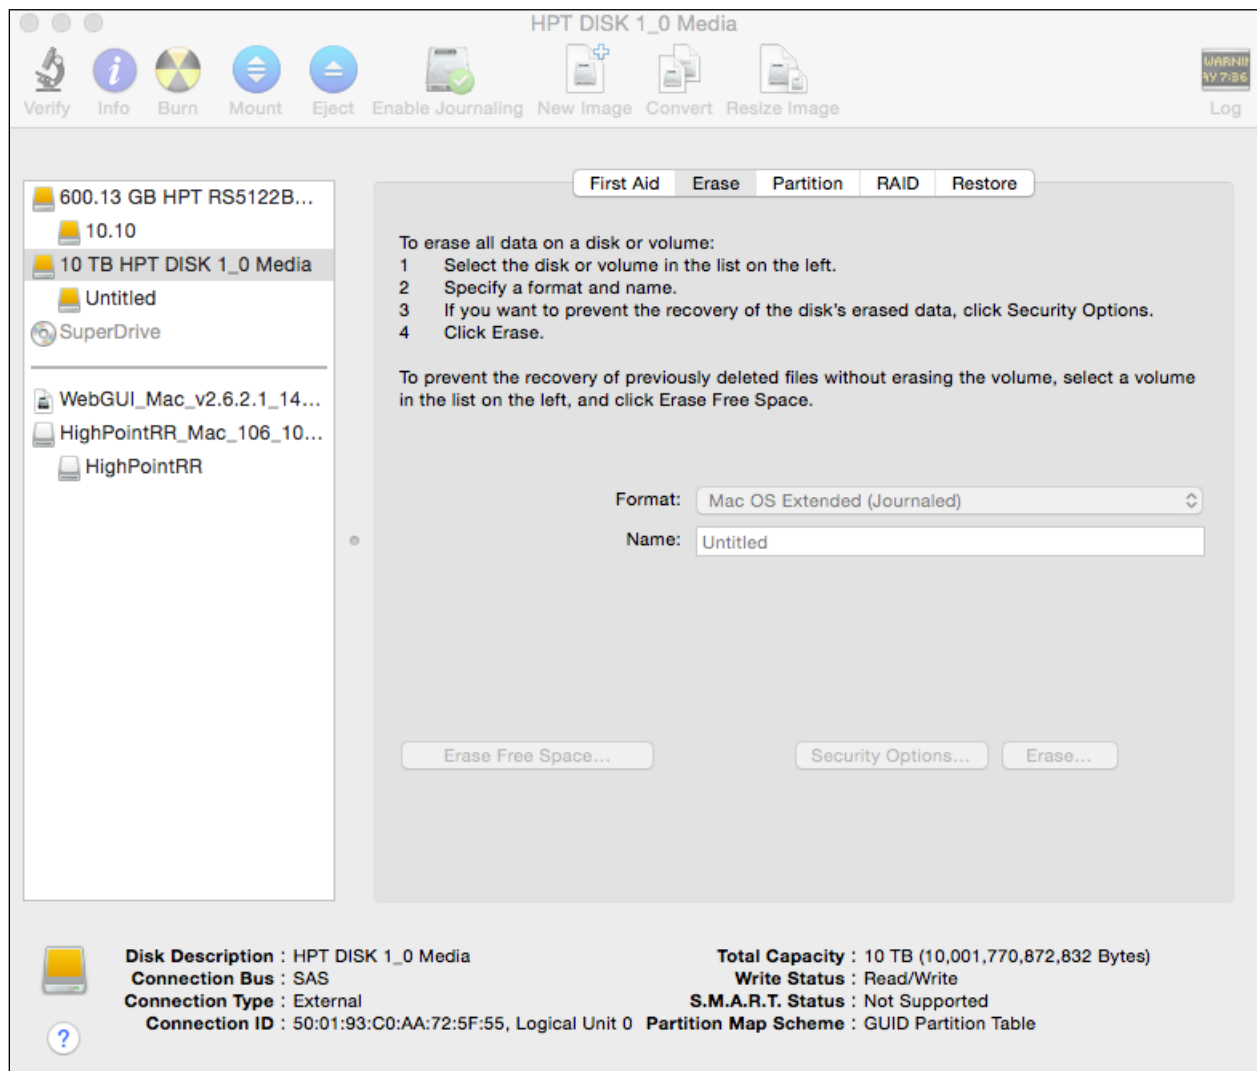 HPT DISK 1_0 Media
WARNIN
AY 7:36
Verify Info Burn Mount Eject Enable Journaling New Image Convert Resize Image Log
First Aid Erase Partition RAID Restore
600.13 GB HPT RS5122B...
10.10
10 TB HPT DISK 1_0 Media
Untitled
SuperDrive
WebGUI_Mac_v2.6.2.1_14...
HighPointRR_Mac_106_10...
HighPointRR
To erase all data on a disk or volume:
1 Select the disk or volume in the list on the left.
2 Specify a format and name.
3 If you want to prevent the recovery of the disk's erased data, click Security Options.
4 Click Erase.
To prevent the recovery of previously deleted files without erasing the volume, select a volume
in the list on the left, and click Erase Free Space.
Format: Mac OS Extended (Journaled)
Name: Untitled
Erase Free Space... Security Options... Erase...
Disk Description : HPT DISK 1_0 Media
Connection Bus : SAS
Connection Type : External
Connection ID : 50:01:93:C0:AA:72:5F:55, Logical Unit 0
Total Capacity : 10 TB (10,001,770,872,832 Bytes)
Write Status : Read/Write
S.M.A.R.T. Status : Not Supported
Partition Map Scheme : GUID Partition Table
?